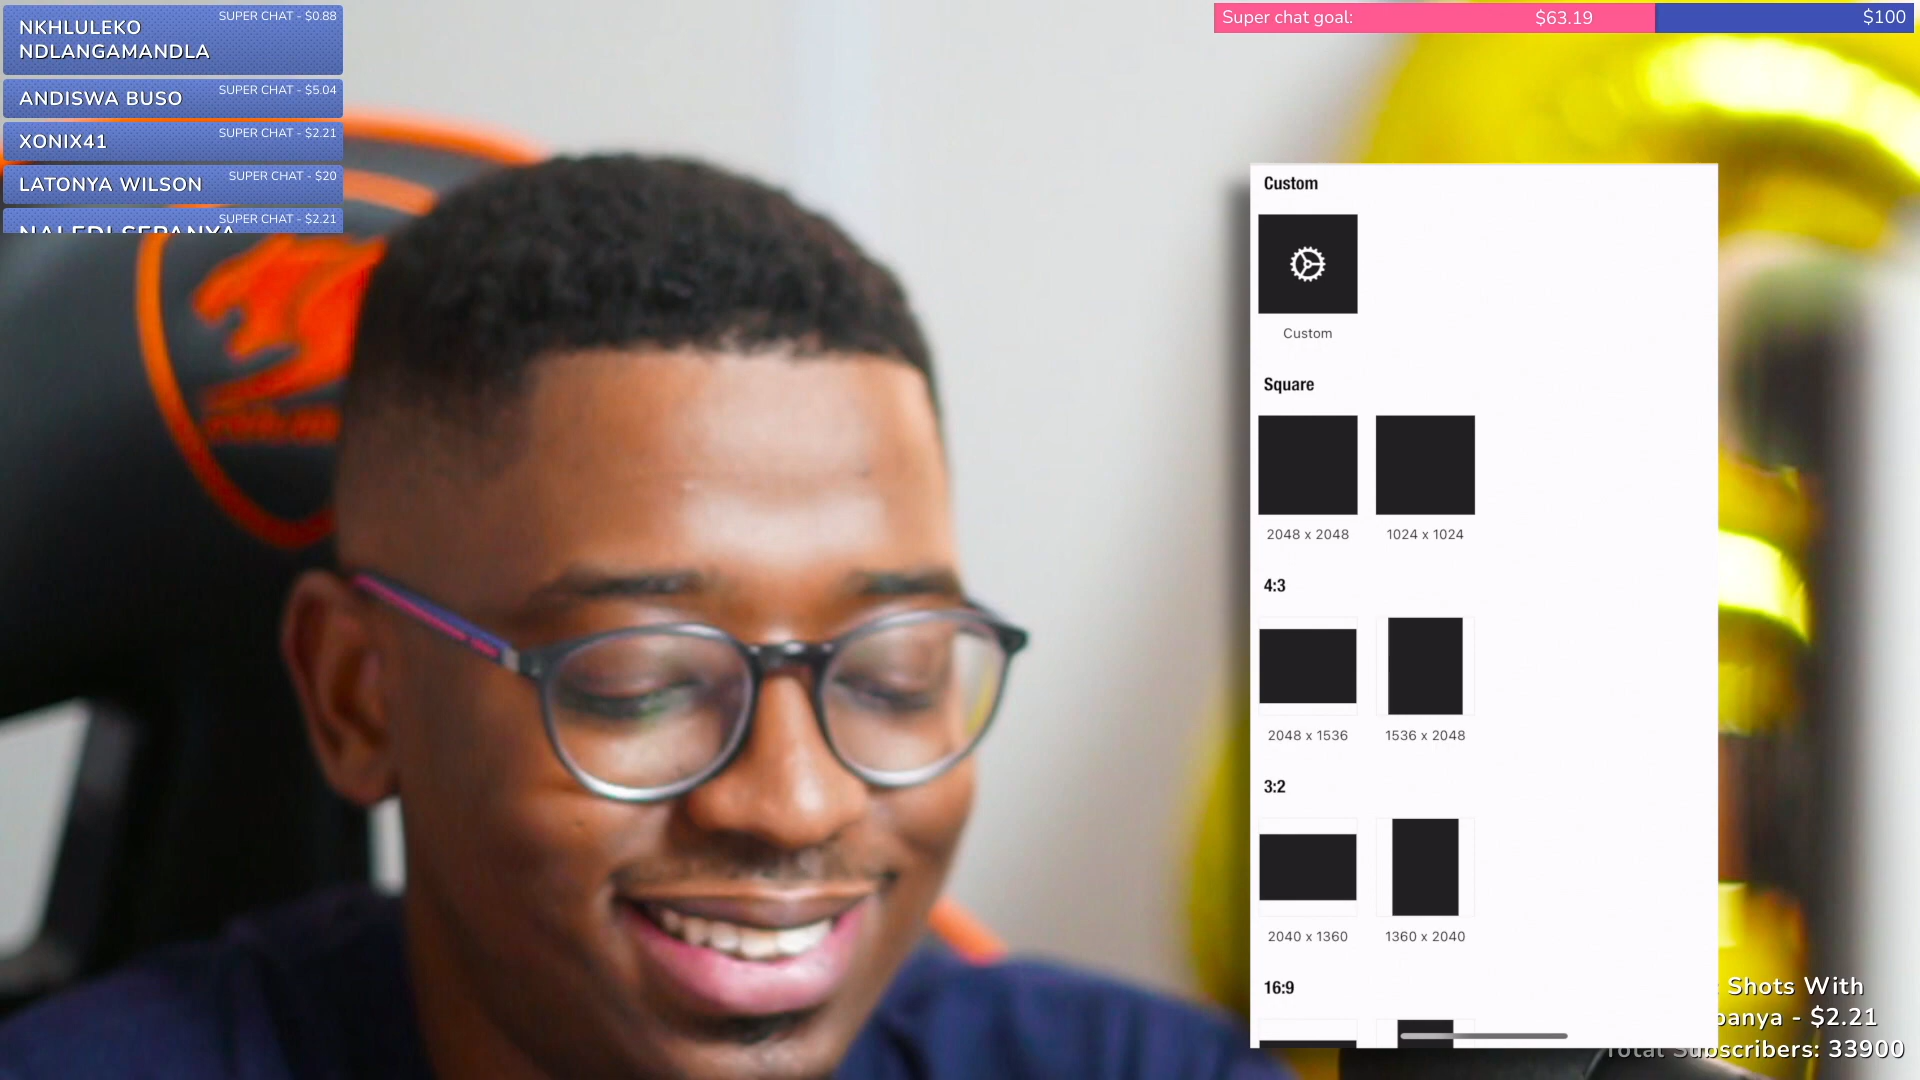 NKHLULEKO
NDLANGAMANDLA
SUPER CHAT - $0.88
ANDISWA BUSO
SUPER CHAT - $5.04
XONIX41
SUPER CHAT - $2.21
LATONYA WILSON
SUPER CHAT - $20
NALEDI SEPANYA
SUPER CHAT - $2.21
Super chat goal:
$63.19
$100
Custom
Custom
Square
2048 x 2048
1024 x 1024
4:3
2048 x 1536
1536 x 2048
3:2
2040 x 1360
1360 x 2040
16:9
Shots With
panya - $2.21
Total Subscribers: 33900